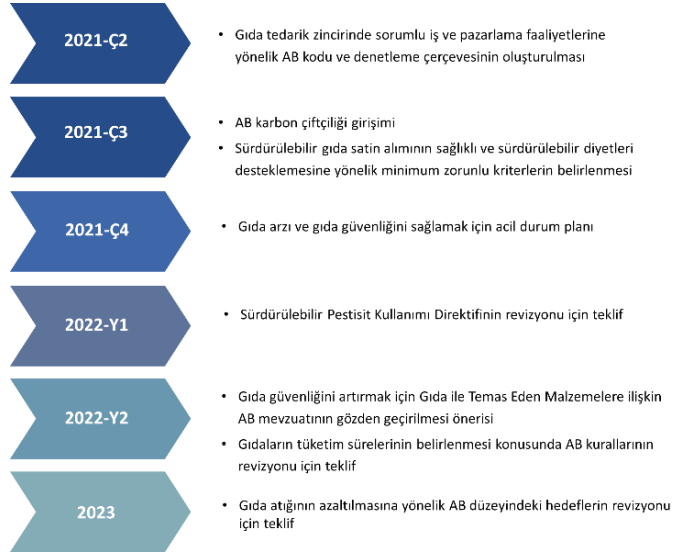 2021-Ç2
• Gıda tedarik zincirinde sorumlu iş ve pazarlama faaliyetlerine
yönelik AB kodu ve denetleme çerçevesinin oluşturulması
2021-Ç3
• AB karbon çiftçiliği girişimi
• Sürdürülebilir gıda satin alımının sağlıklı ve sürdürülebilir diyetleri
desteklemesine yönelik minimum zorunlu kriterlerin belirlenmesi
2021-Ç4
• Gıda arzı ve gıda güvenliğini sağlamak için acil durum planı
2022-Y1
• Sürdürülebilir Pestisit Kullanımı Direktifinin revizyonu için teklif
2022-Y2
• Gıda güvenliğini artırmak için Gıda ile Temas Eden Malzemelere ilişkin
AB mevzuatının gözden geçirilmesi önerisi
• Gıdaların tüketim sürelerinin belirlenmesi konusunda AB kurallarının
revizyonu için teklif
2023
• Gıda atığının azaltılmasına yönelik AB düzeyindeki hedeflerin revizyonu
için teklif